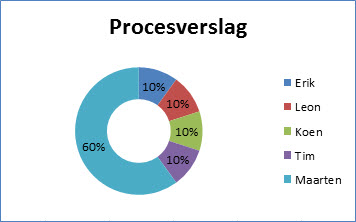 Procesverslag
10%
10%
10%
10%
60%
Erik
Leon
Koen
Tim
Maarten